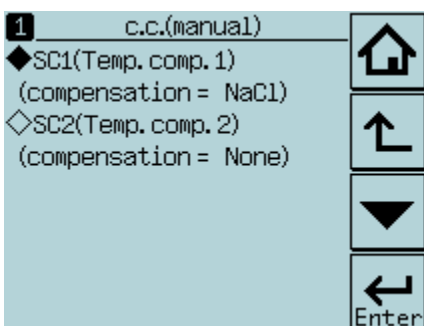 1 c.c.(manual)
◆SC1(Temp. comp. 1)
(compensation = NaCl)
◇SC2(Temp. comp. 2)
(compensation = None)
Enter